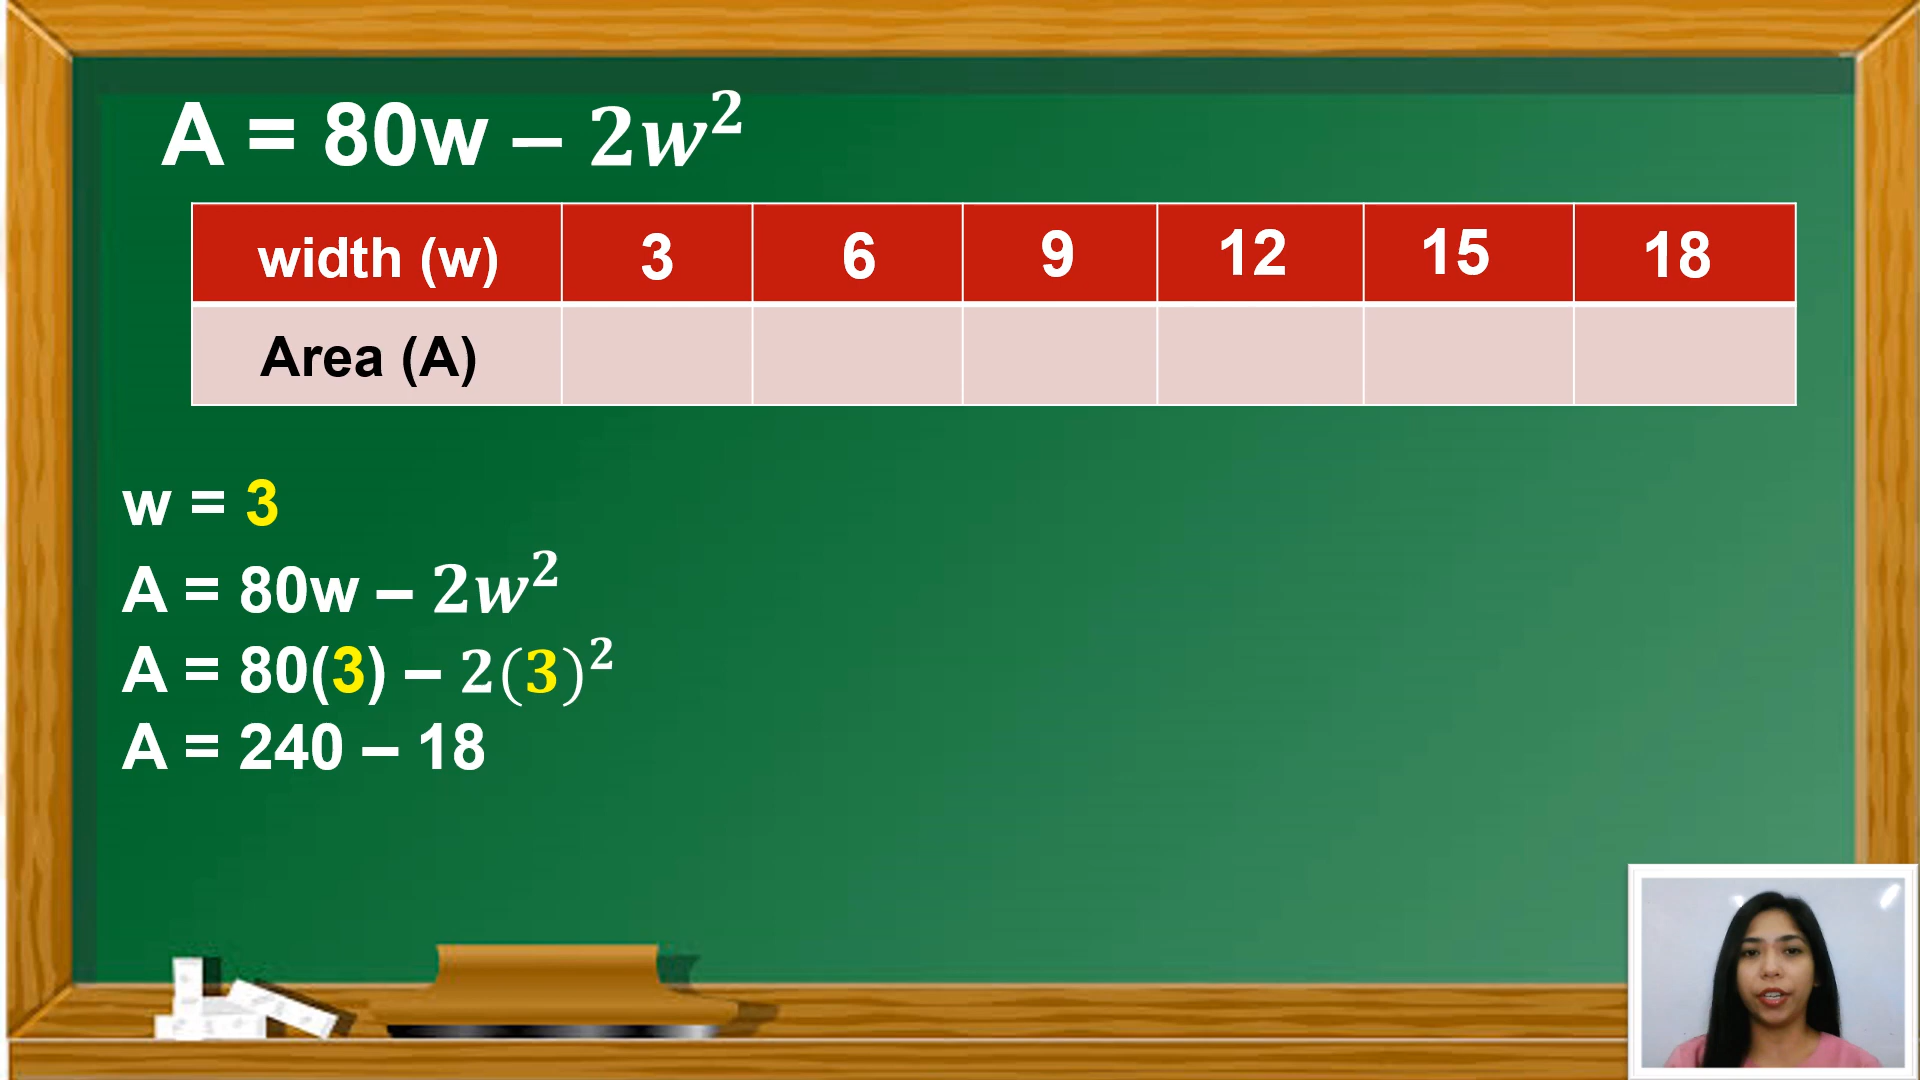 A = 80w – 2w²
width (w) 3 6 9 12 15 18
Area (A)
w = 3
A = 80w – 2w²
A = 80(3) – 2(3)²
A = 240 – 18